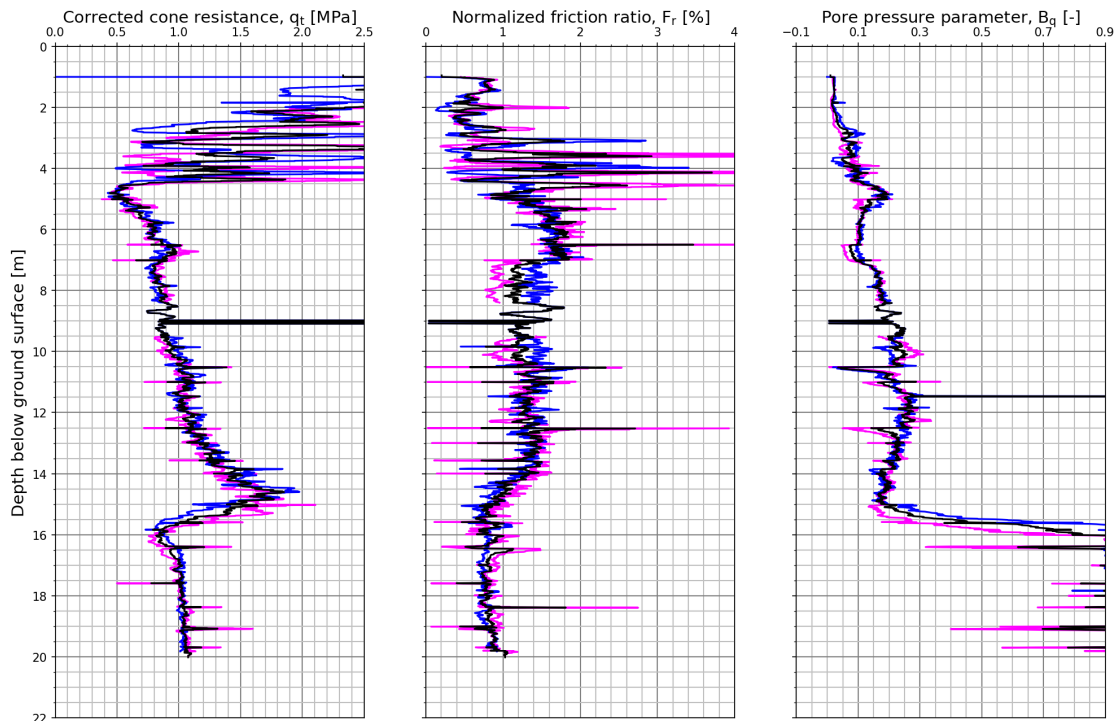 Corrected cone resistance, qt [MPa]
Normalized friction ratio, Fr [%]
Pore pressure parameter, Bq [-]
0.0 0.5 1.0 1.5 2.0 2.5
0 1 2 3 4
−0.1 0.1 0.3 0.5 0.7 0.9
Depth below ground surface [m]
0
2
4
6
8
10
12
14
16
18
20
22